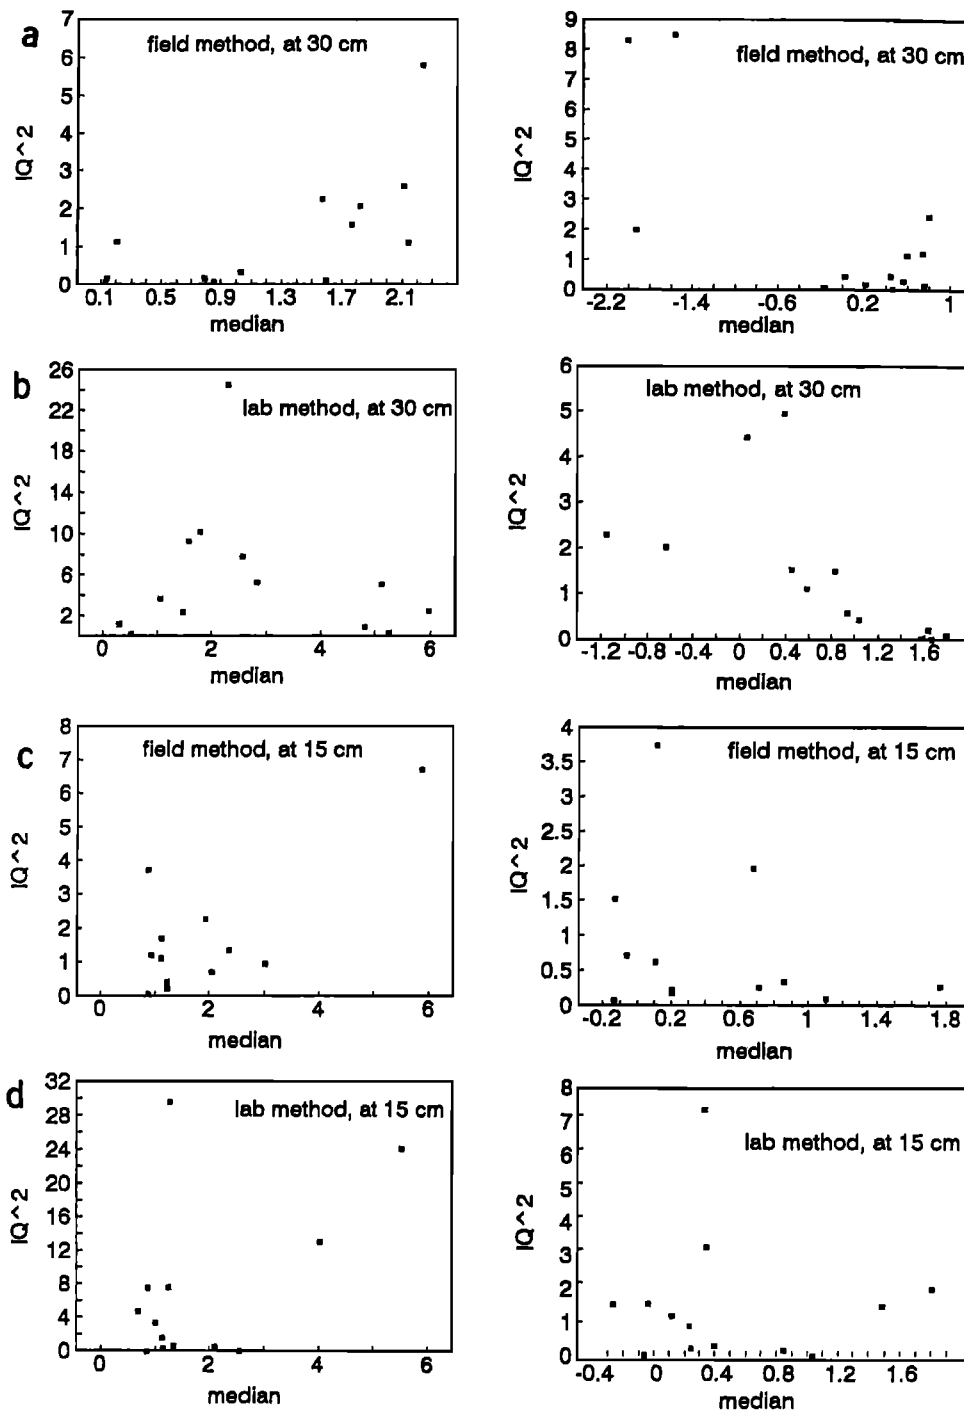 a
7
6
5
4
3
2
1
0
IQ^2
field method, at 30 cm
0.1 0.5 0.9 1.3 1.7 2.1
median
9
8
7
6
5
4
3
2
1
0
IQ^2
field method, at 30 cm
-2.2 -1.4 -0.6 0.2 1
median
b
26
22
18
14
10
6
2
IQ^2
lab method, at 30 cm
0 2 4 6
median
6
5
4
3
2
1
0
IQ^2
lab method, at 30 cm
-1.2 -0.8 -0.4 0 0.4 0.8 1.2 1.6
median
c
8
7
6
5
4
3
2
1
0
IQ^2
field method, at 15 cm
0 2 4 6
median
4
3.5
3
2.5
2
1.5
1
0.5
0
IQ^2
field method, at 15 cm
-0.2 0.2 0.6 1 1.4 1.8
median
d
32
28
24
20
16
12
8
4
0
IQ^2
lab method, at 15 cm
0 2 4 6
median
8
7
6
5
4
3
2
1
0
IQ^2
lab method, at 15 cm
-0.4 0 0.4 0.8 1.2 1.6
median